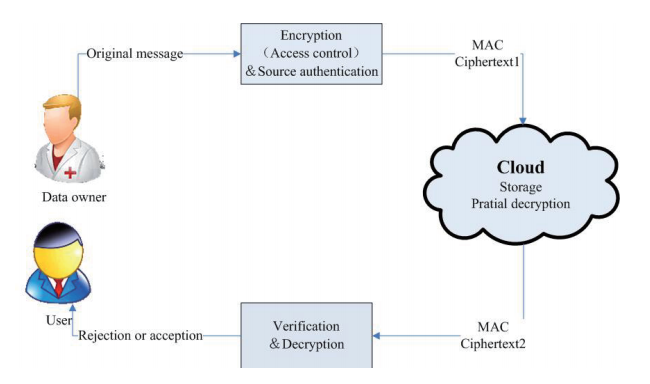 Original message
Encryption
（Access control）
＆Source authentication
MAC
Ciphertext1
Data owner
Cloud
Storage
Pratial decryption
User
Rejection or acception
Verification
＆Decryption
MAC
Ciphertext2